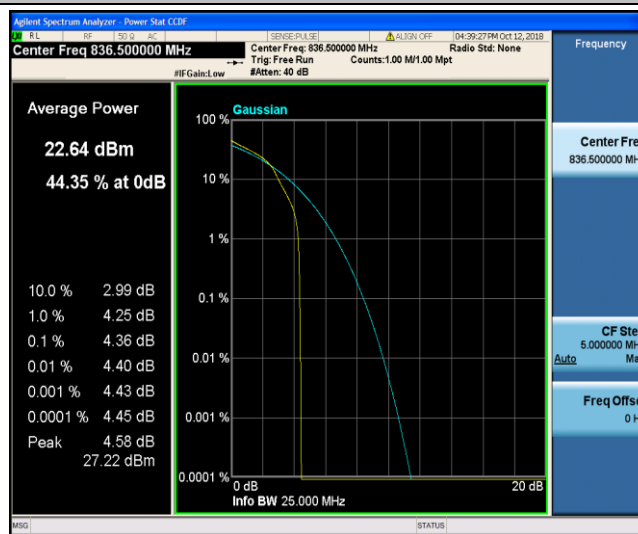 Agilent Spectrum Analyzer - Power Stat CCDF
RL RF 50 Ω AC SENSE:PULSE ALIGN OFF 04:39:27 PM Oct 12, 2018
Center Freq 836.500000 MHz
Center Freq: 836.500000 MHz Radio Std: None
Trig: Free Run Counts:1.00 M/1.00 Mpt
#IFGain:Low #Atten: 40 dB
Frequency
Average Power
22.64 dBm
44.35 % at 0dB
10.0 % 2.99 dB
1.0 % 4.25 dB
0.1 % 4.36 dB
0.01 % 4.40 dB
0.001 % 4.43 dB
0.0001 % 4.45 dB
Peak 4.58 dB
27.22 dBm
Gaussian
100 %
10 %
1 %
0.1 %
0.01 %
0.001 %
0.0001 %
0 dB 20 dB
Info BW 25.000 MHz
Center Fre
836.500000 MH
CF Ste
5.000000 MH
Auto Ma
Freq Offse
0 H
MSG STATUS